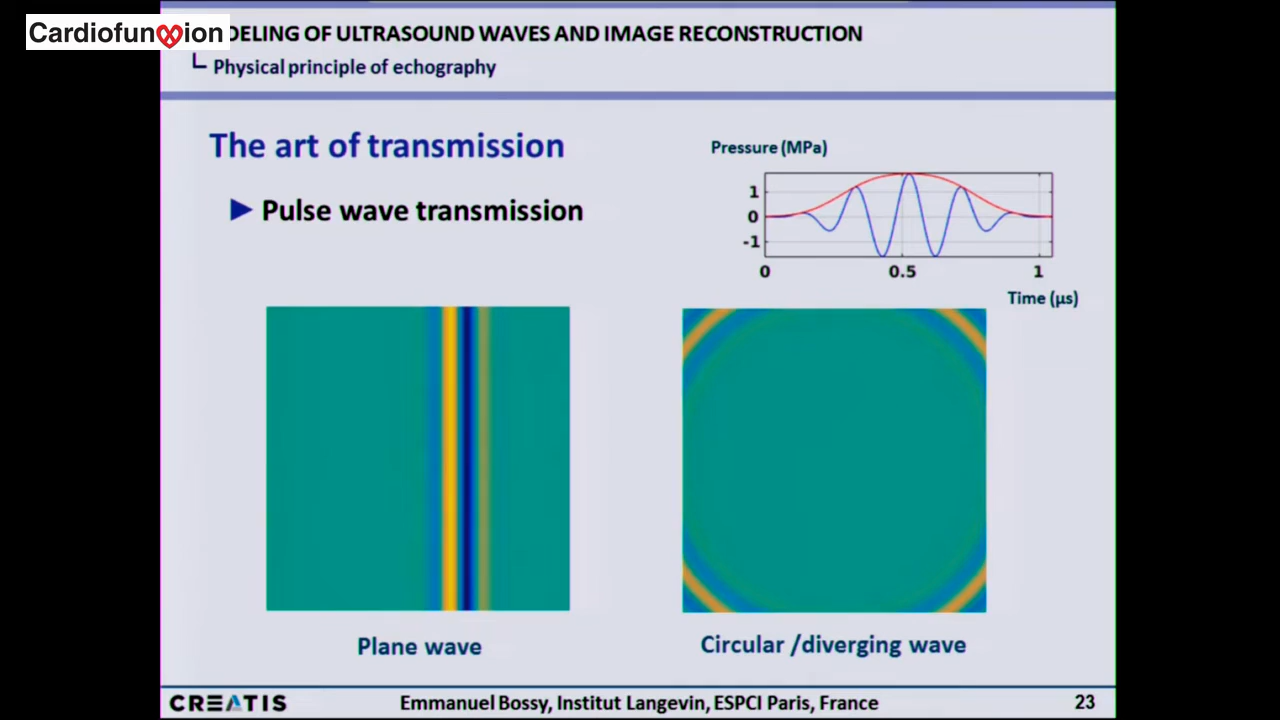 Cardiofunxion
DELING OF ULTRASOUND WAVES AND IMAGE RECONSTRUCTION
Physical principle of echography
The art of transmission
Pulse wave transmission
Pressure (MPa)
1
0
-1
0 0.5 1
Time (µs)
Plane wave
Circular /diverging wave
CREATIS
Emmanuel Bossy, Institut Langevin, ESPCI Paris, France
23